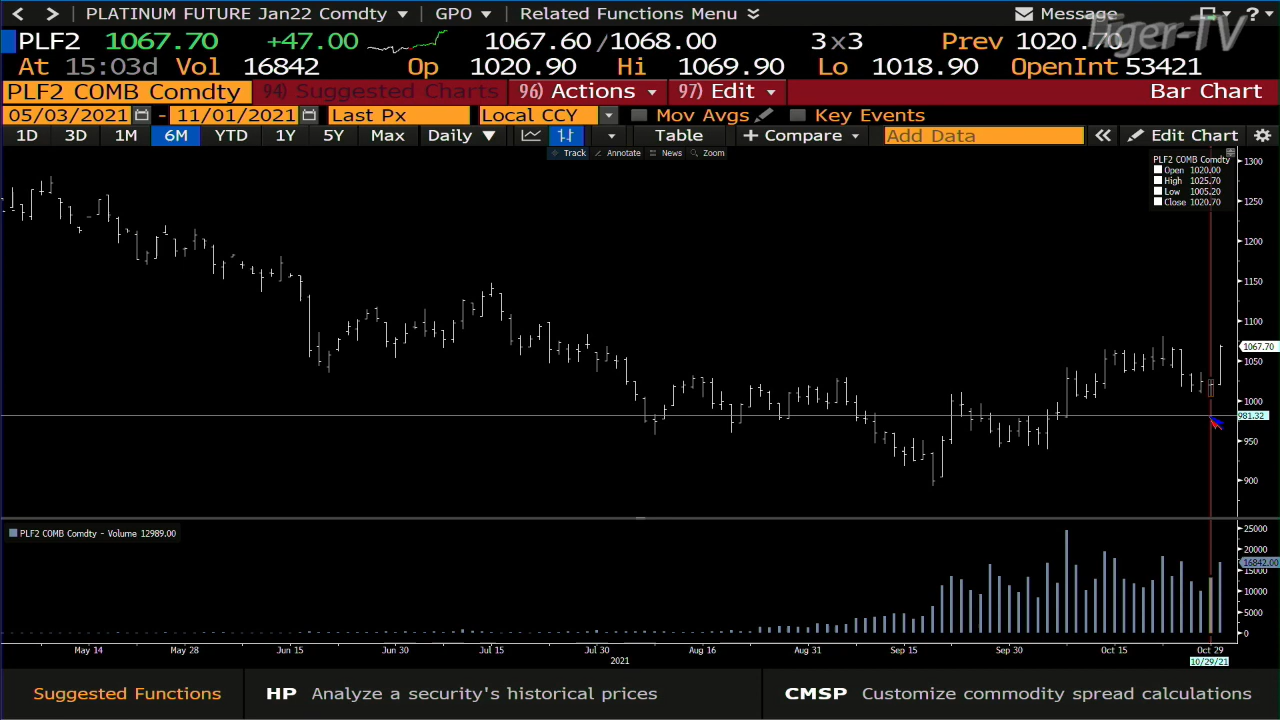 PLATINUM FUTURE Jan22 Comdty GPO Related Functions Menu Message ?
Tiger-TV
PLF2 1067.70 +47.00 1067.60/1068.00 3x3 Prev 1020.70
At 15:03d Vol 16842 Op 1020.90 Hi 1069.90 Lo 1018.90 OpenInt 53421
PLF2 COMB Comdty 94) Suggested Charts 96) Actions 97) Edit Bar Chart
05/03/2021 - 11/01/2021 Last Px Local CCY Mov Avgs Key Events
1D 3D 1M 6M YTD 1Y 5Y Max Daily Table + Compare Add Data « Edit Chart
Track Annotate News Zoom
PLF2 COMB Comdty
Open 1020.00
High 1025.70
Low 1005.20
Close 1020.70
1300
1250
1200
1150
1100
1067.70
1050
1000
981.32
950
900
PLF2 COMB Comdty - Volume 12989.00
25000
20000
16842.00
15000
10000
5000
0
May 14 May 28 Jun 15 Jun 30 Jul 15 Jul 30 Aug 16 Aug 31 Sep 15 Sep 30 Oct 15 Oct 29
2021 10/29/21
Suggested Functions HP Analyze a security's historical prices CMSP Customize commodity spread calculations